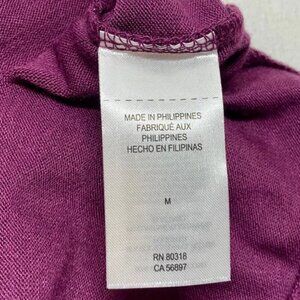 MADE IN PHILIPPINES
FABRIQUÉ AUX
PHILIPPINES
HECHO EN FILIPINAS
M
RN 80318
CA 56897